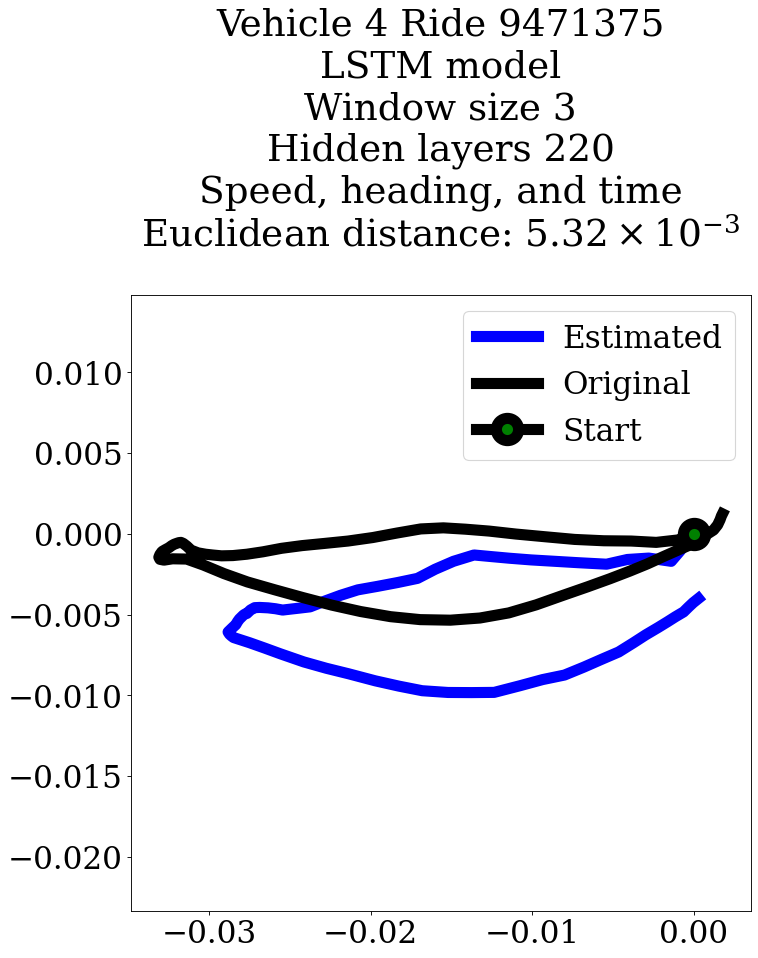 Vehicle 4 Ride 9471375
LSTM model
Window size 3
Hidden layers 220
Speed, heading, and time
Euclidean distance: 5.32 × 10⁻³
Estimated
Original
Start
0.010
0.005
0.000
−0.005
−0.010
−0.015
−0.020
−0.03 −0.02 −0.01 0.00